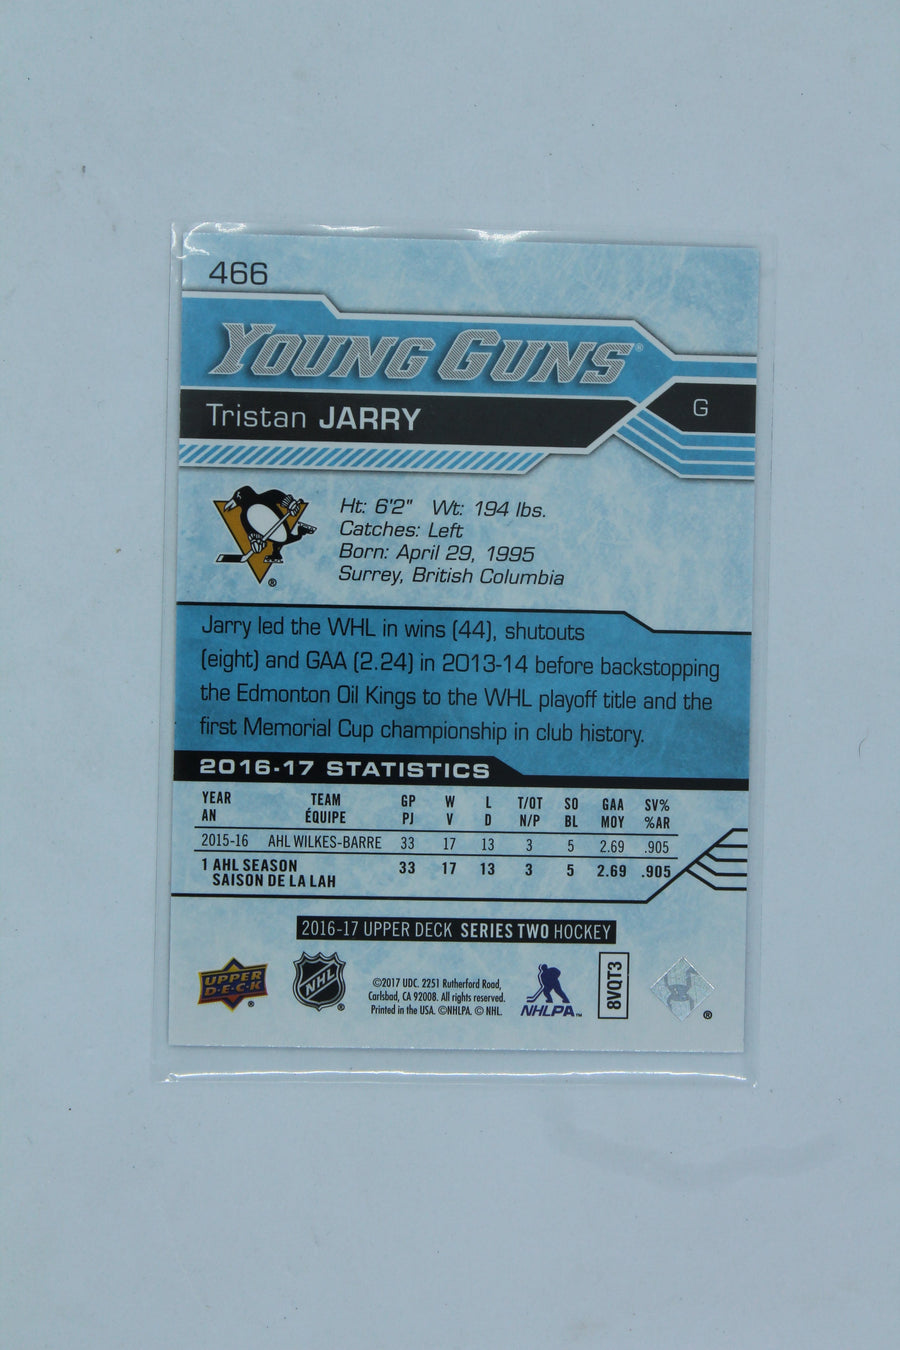 466
YOUNG GUNS®
Tristan JARRY
G
Ht: 6'2" Wt: 194 lbs.
Catches: Left
Born: April 29, 1995
Surrey, British Columbia
®
Jarry led the WHL in wins (44), shutouts
(eight) and GAA (2.24) in 2013-14 before backstopping
the Edmonton Oil Kings to the WHL playoff title and the
first Memorial Cup championship in club history.
2016-17 STATISTICS
YEAR TEAM GP W L T/OT SO GAA SV%
AN ÉQUIPE PJ V D N/P BL MOY %AR
2015-16 AHL WILKES-BARRE 33 17 13 3 5 2.69 .905
1 AHL SEASON 33 17 13 3 5 2.69 .905
SAISON DE LA LAH
2016-17 UPPER DECK SERIES TWO HOCKEY
UPPER DECK®
NHL®
©2017 UDC. 2251 Rutherford Road,
Carlsbad, CA 92008. All rights reserved.
Printed in the USA. ©NHLPA. © NHL.
NHLPA™
8VQT3
®